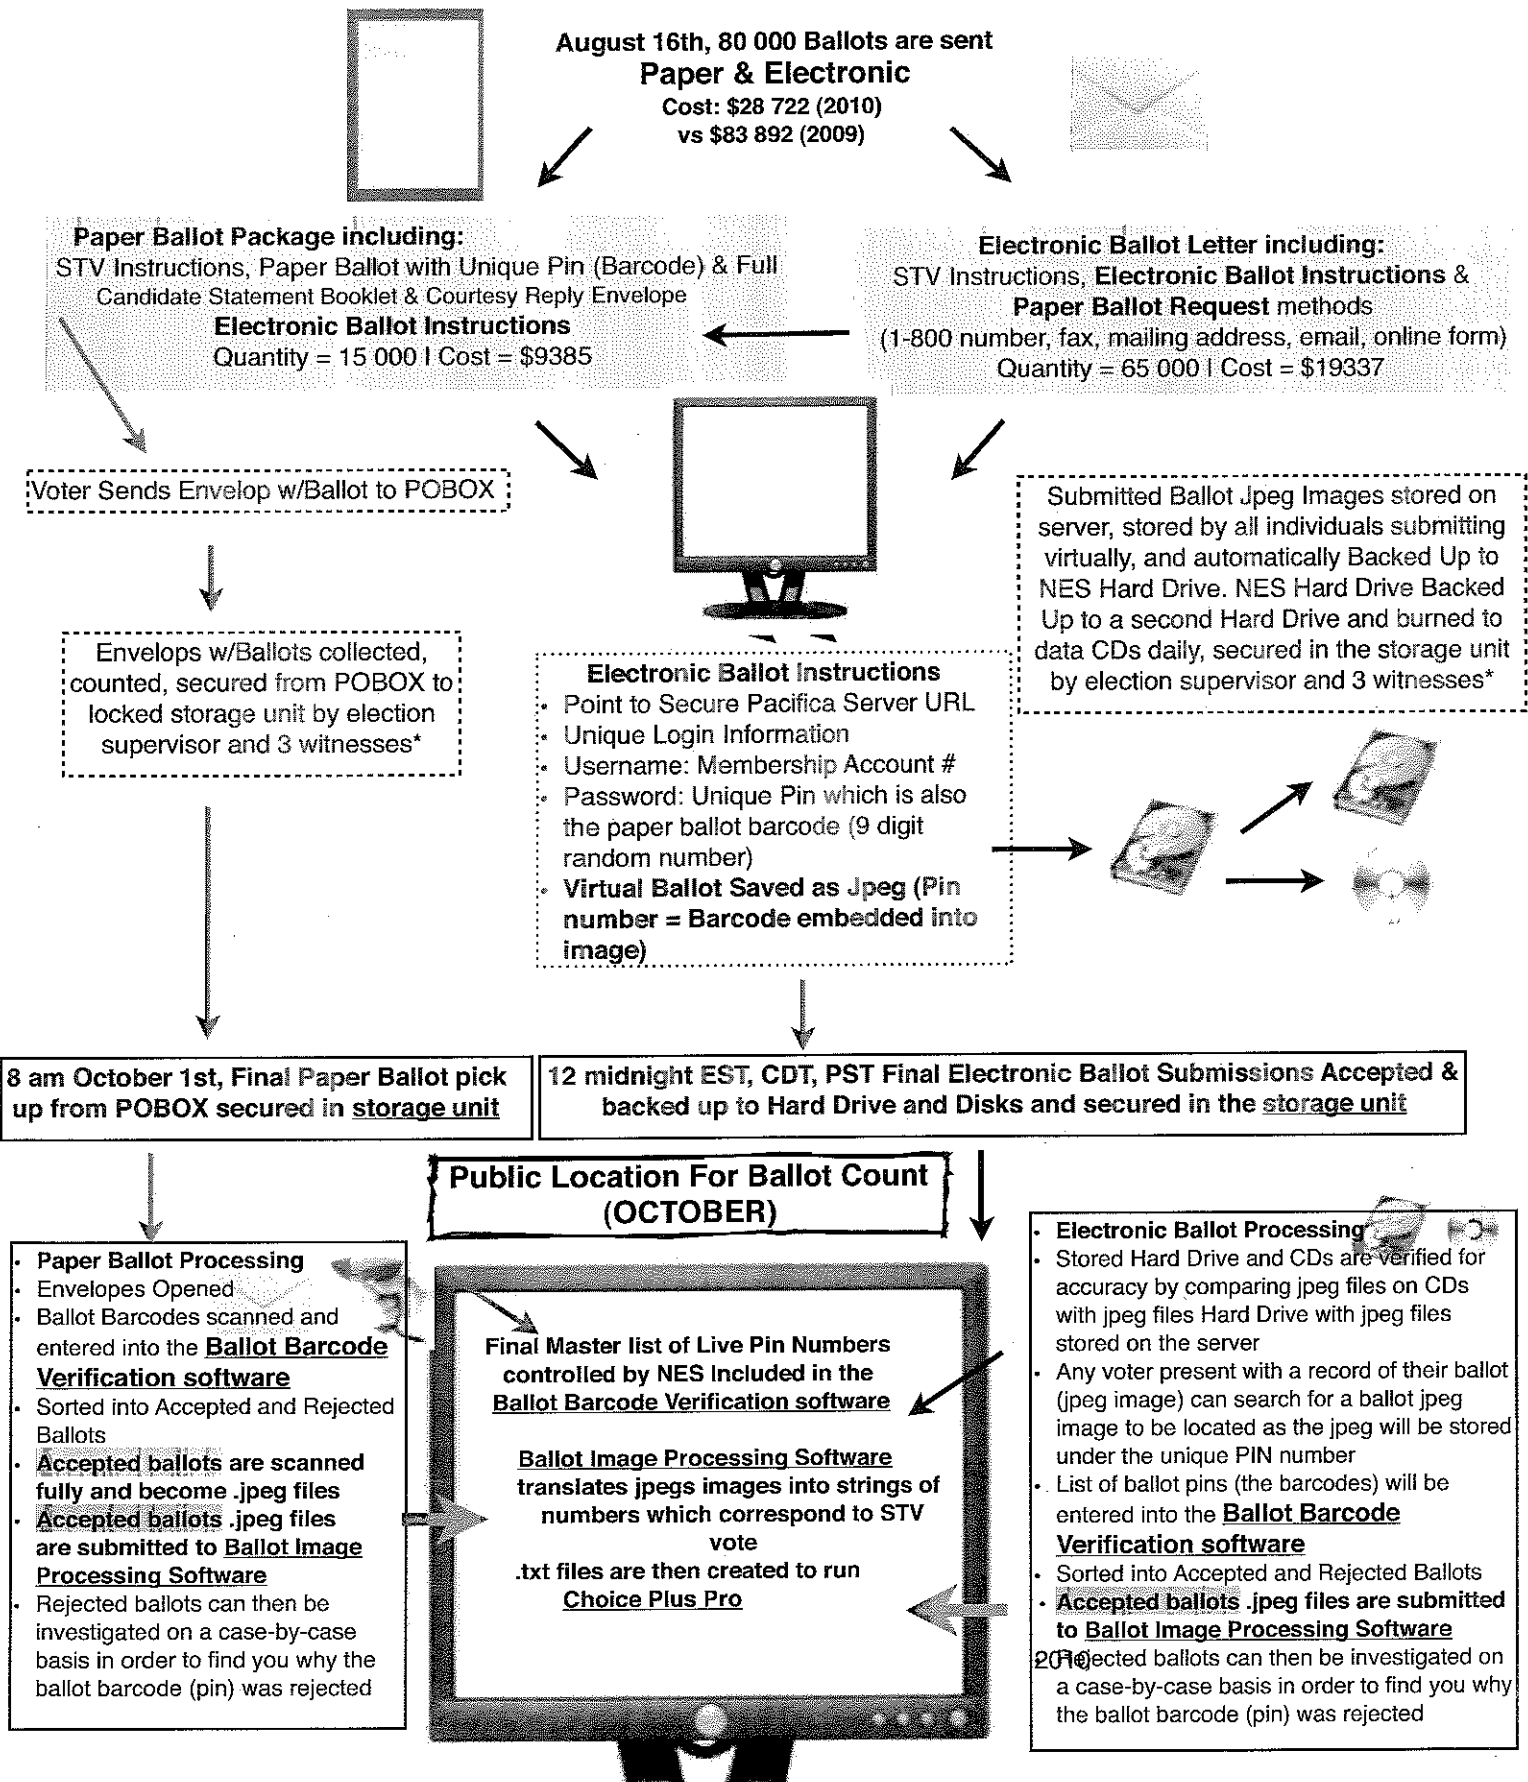 August 16th, 80 000 Ballots are sent
Paper & Electronic
Cost: $28 722 (2010)
vs $83 892 (2009)
Paper Ballot Package including:
STV Instructions, Paper Ballot with Unique Pin (Barcode) & Full
Candidate Statement Booklet & Courtesy Reply Envelope
Electronic Ballot Instructions
Quantity = 15 000 I Cost = $9385
Electronic Ballot Letter including:
STV Instructions, Electronic Ballot Instructions &
Paper Ballot Request methods
(1-800 number, fax, mailing address, email, online form)
Quantity = 65 000 I Cost = $19337
Voter Sends Envelop w/Ballot to POBOX
Envelops w/Ballots collected,
counted, secured from POBOX to
locked storage unit by election
supervisor and 3 witnesses*
Submitted Ballot Jpeg Images stored on
server, stored by all individuals submitting
virtually, and automatically Backed Up to
NES Hard Drive. NES Hard Drive Backed
Up to a second Hard Drive and burned to
data CDs daily, secured in the storage unit
by election supervisor and 3 witnesses*
Electronic Ballot Instructions
• Point to Secure Pacifica Server URL
• Unique Login Information
• Username: Membership Account #
• Password: Unique Pin which is also
the paper ballot barcode (9 digit
random number)
• Virtual Ballot Saved as Jpeg (Pin
number = Barcode embedded into
image)
8 am October 1st, Final Paper Ballot pick
up from POBOX secured in storage unit
12 midnight EST, CDT, PST Final Electronic Ballot Submissions Accepted &
backed up to Hard Drive and Disks and secured in the storage unit
Public Location For Ballot Count
(OCTOBER)
• Paper Ballot Processing
• Envelopes Opened
• Ballot Barcodes scanned and
entered into the Ballot Barcode
Verification software
• Sorted into Accepted and Rejected
Ballots
• Accepted ballots are scanned
fully and become .jpeg files
• Accepted ballots .jpeg files
are submitted to Ballot Image
Processing Software
• Rejected ballots can then be
investigated on a case-by-case
basis in order to find you why the
ballot barcode (pin) was rejected
Final Master list of Live Pin Numbers
controlled by NES Included in the
Ballot Barcode Verification software
Ballot Image Processing Software
translates jpegs images into strings of
numbers which correspond to STV
vote
.txt files are then created to run
Choice Plus Pro
• Electronic Ballot Processing
• Stored Hard Drive and CDs are verified for
accuracy by comparing jpeg files on CDs
with jpeg files Hard Drive with jpeg files
stored on the server
• Any voter present with a record of their ballot
(jpeg image) can search for a ballot jpeg
image to be located as the jpeg will be stored
under the unique PIN number
• List of ballot pins (the barcodes) will be
entered into the Ballot Barcode
Verification software
• Sorted into Accepted and Rejected Ballots
• Accepted ballots .jpeg files are submitted
to Ballot Image Processing Software
2010
• Rejected ballots can then be investigated on
a case-by-case basis in order to find you why
the ballot barcode (pin) was rejected